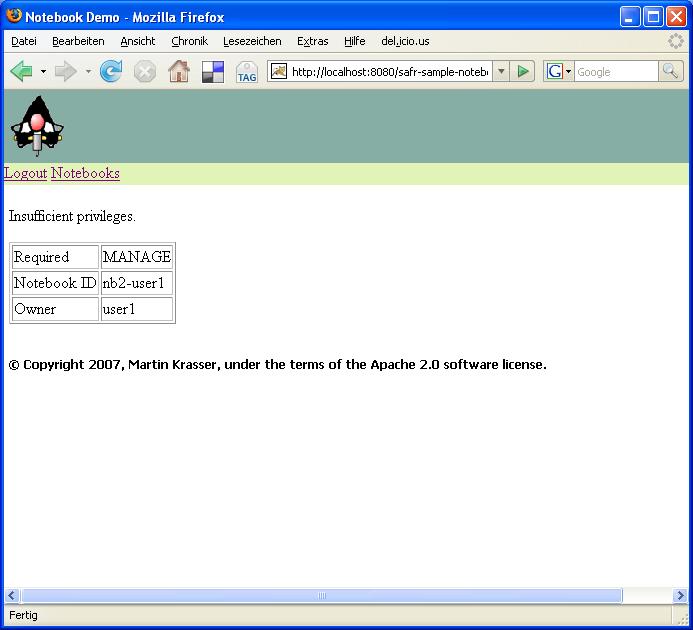 Notebook Demo - Mozilla Firefox
Datei Bearbeiten Ansicht Chronik Lesezeichen Extras Hilfe del.icio.us
TAG http://localhost:8080/safr-sample-noteb G Google
Logout Notebooks
Insufficient privileges.
Required MANAGE
Notebook ID nb2-user1
Owner user1
© Copyright 2007, Martin Krasser, under the terms of the Apache 2.0 software license.
Fertig